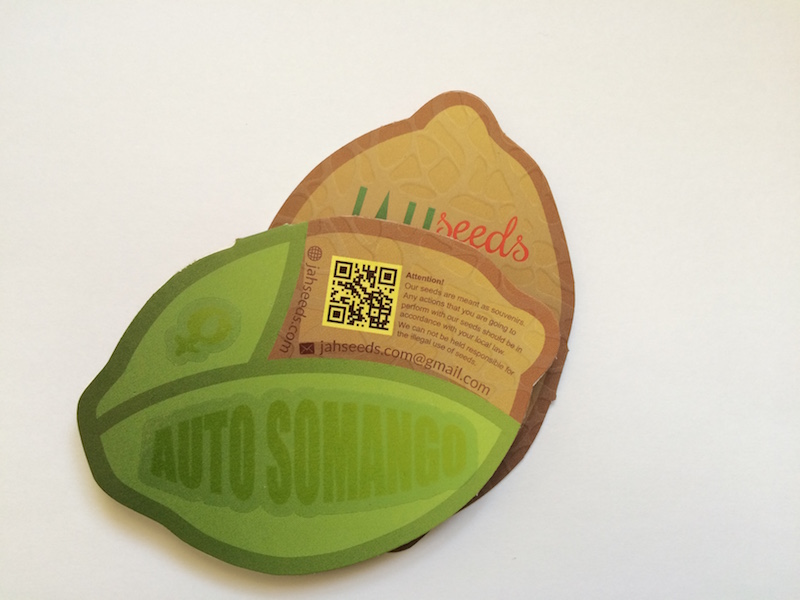 JAHseeds
jahseeds.com
Attention!
Our seeds are meant as souvenirs.
Any actions that you are going to
perform with our seeds should be in
accordance with your local law.
We can not be held responsible for
the illegal use of seeds.
jahseeds.com@gmail.com
AUTO SOMANGO